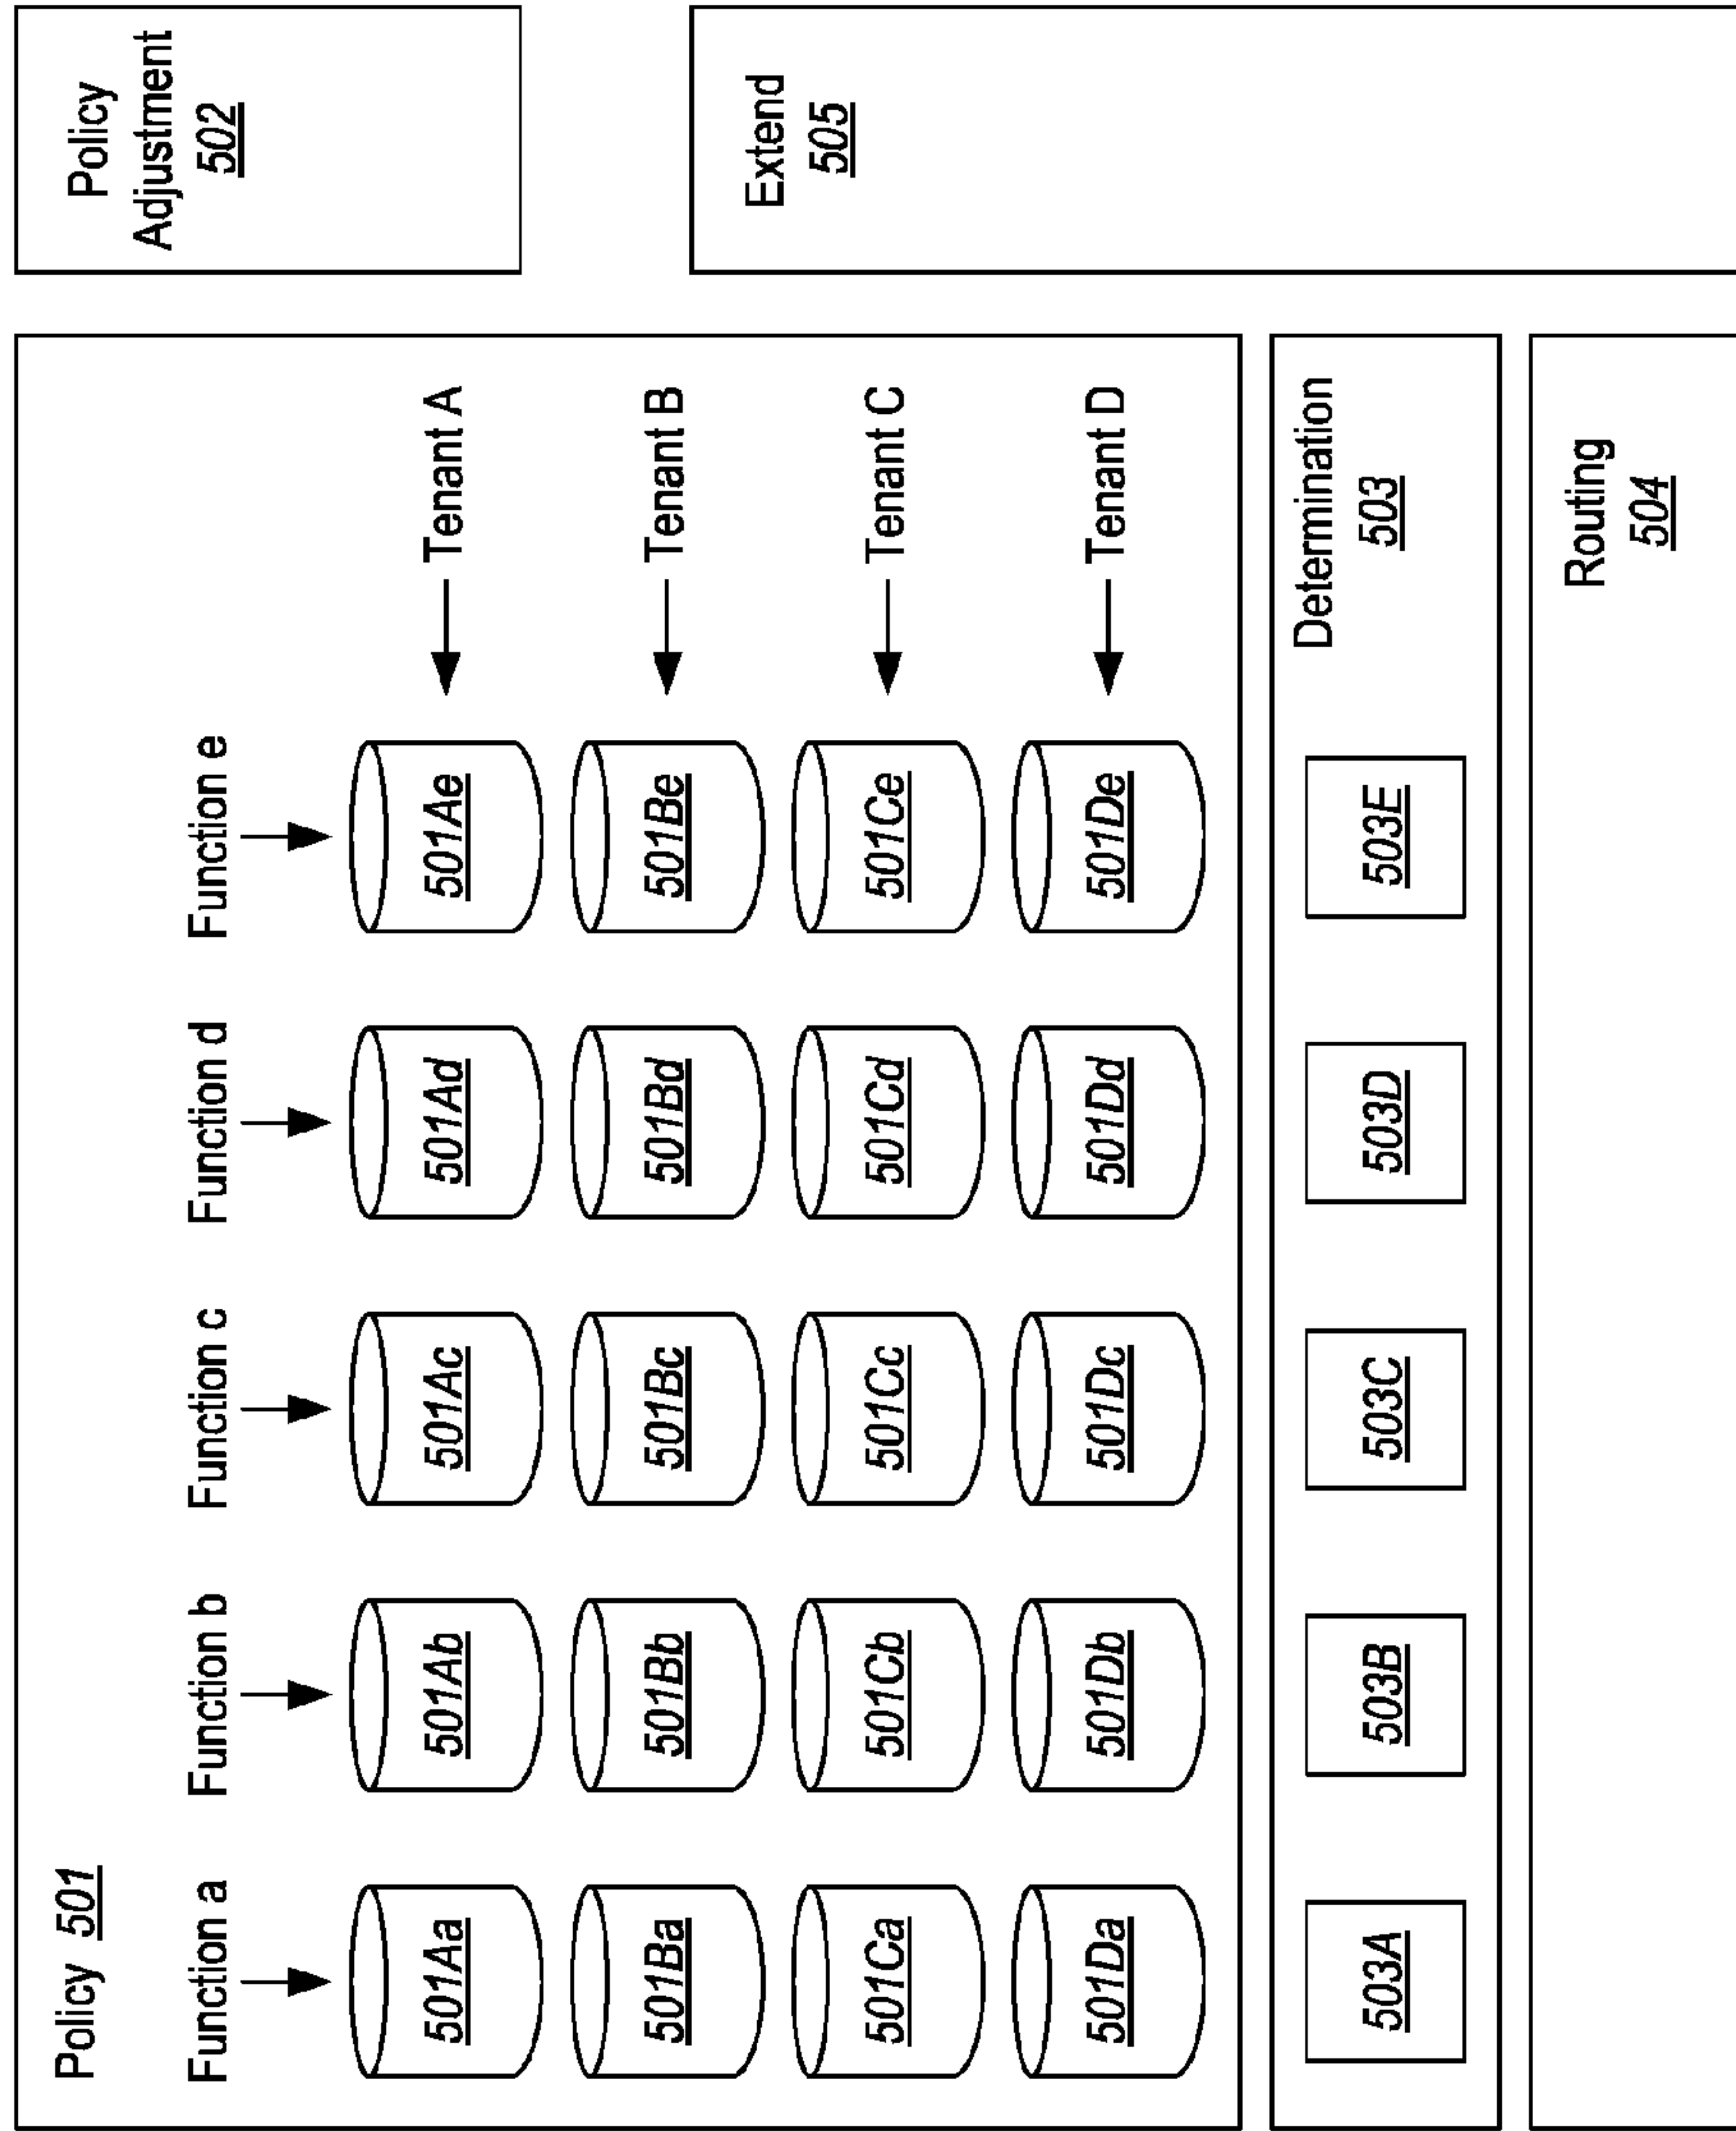 Policy 501
Function a
Function b
Function c
Function d
Function e
501Aa
501Ab
501Ac
501Ad
501Ae
Tenant A
501Ba
501Bb
501Bc
501Bd
501Be
Tenant B
501Ca
501Cb
501Cc
501Cd
501Ce
Tenant C
501Da
501Db
501Dc
501Dd
501De
Tenant D
503A
503B
503C
503D
503E
Determination
503
Routing
504
Policy
Adjustment
502
Extend
505